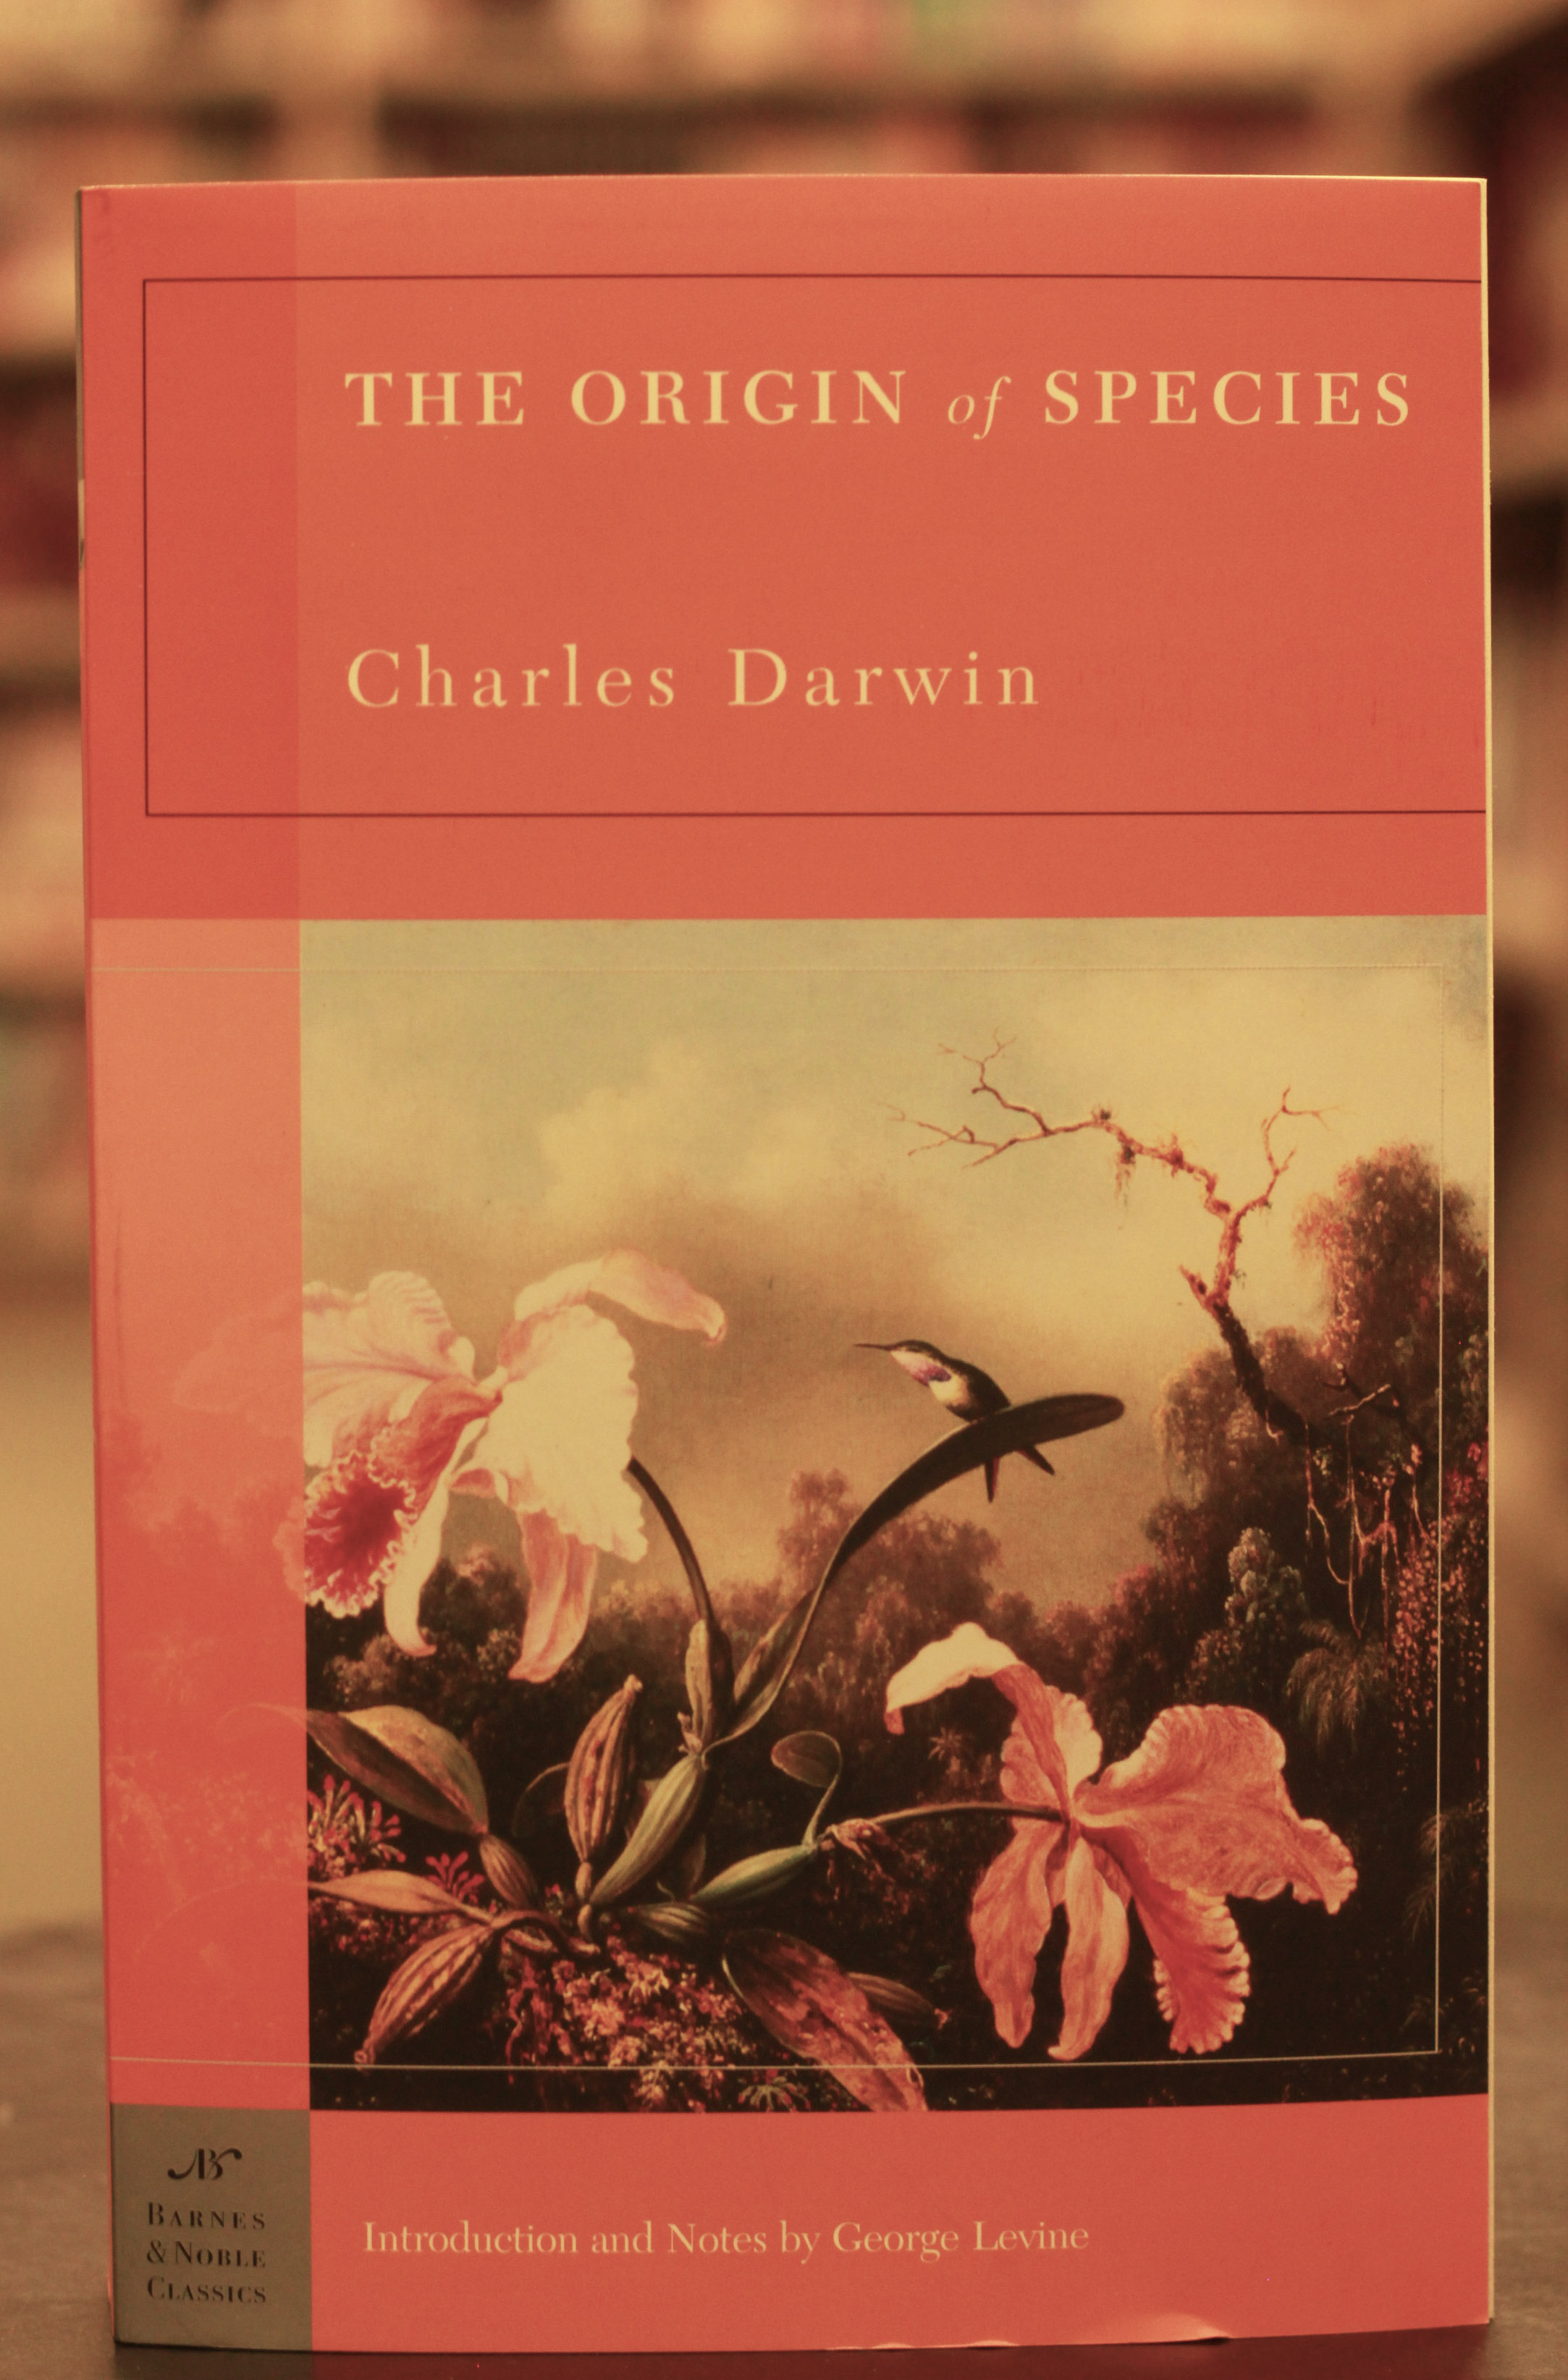 THE ORIGIN of SPECIES
Charles Darwin
BARNES
& NOBLE
CLASSICS
Introduction and Notes by George Levine